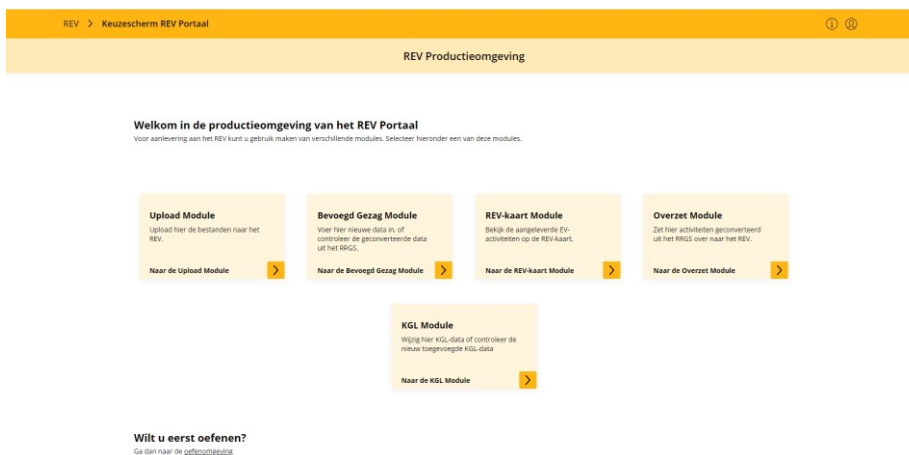 REV > Keuzescherm REV Portaal
REV Productieomgeving
Welkom in de productieomgeving van het REV Portaal
Voor aanlevering aan het REV kunt u gebruik maken van verschillende modules. Selecteer hieronder een van deze modules.
Upload Module
Upload hier de bestanden naar het
REV.
Naar de Upload Module
Bevoegd Gezag Module
Voer hier nieuwe data in, of
controleer de geconverteerde data
uit het RRGS.
Naar de Bevoegd Gezag Module
REV-kaart Module
Bekijk de aangeleverde EV-
activiteiten op de REV-kaart.
Naar de REV-kaart Module
Overzet Module
Zet hier activiteiten geconverteerd
uit het RRGS over naar het REV.
Naar de Overzet Module
KGL Module
Wijzig hier KGL-data of controleer de
nieuw toegevoegde KGL-data
Naar de KGL Module
Wilt u eerst oefenen?
Ga dan naar de oefenomgeving